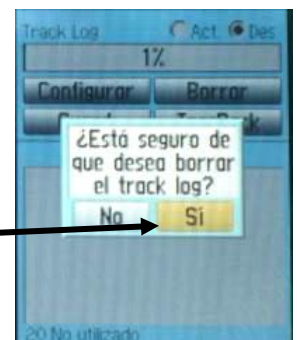 Track Log Act. Des
1%
Configurar Borrar
¿Está seguro de
que desea borrar
el track log?
No Sí
20 No utilizado